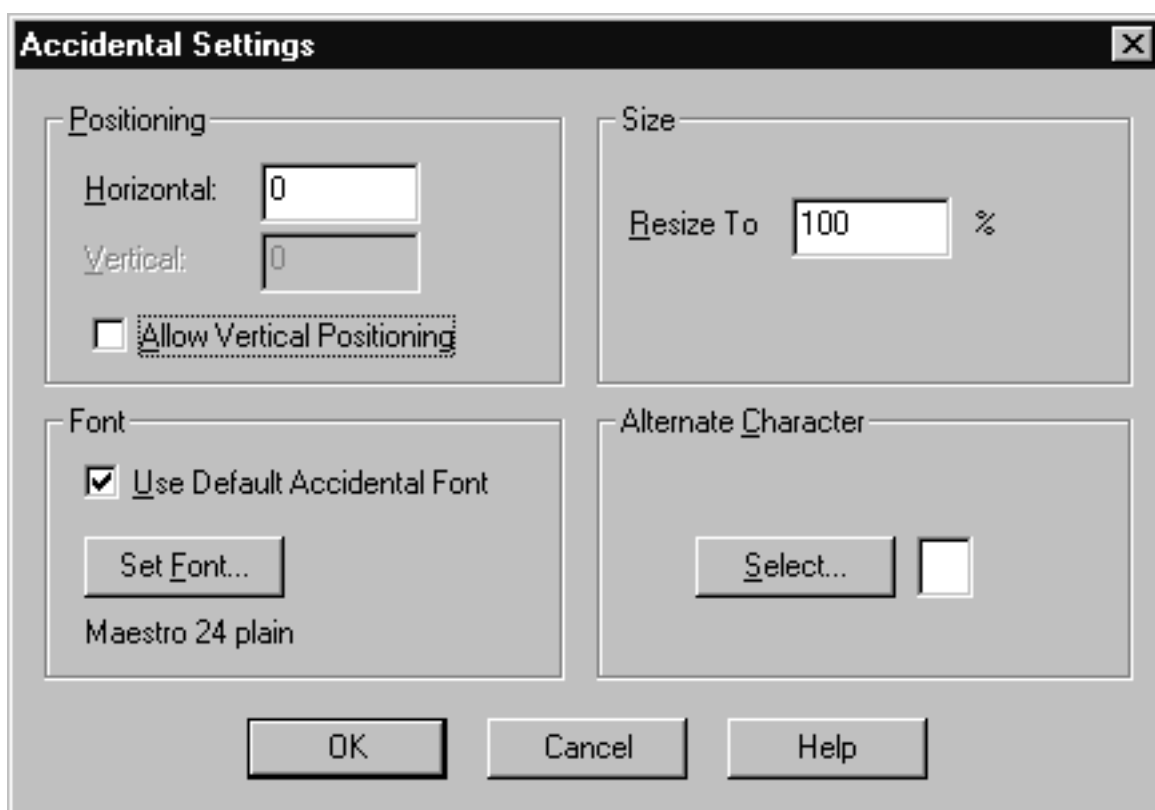 Accidental Settings
Positioning
Horizontal: 0
Vertical: 0
Allow Vertical Positioning
Size
Resize To 100 %
Font
Use Default Accidental Font
Set Font...
Maestro 24 plain
Alternate Character
Select...
OK Cancel Help